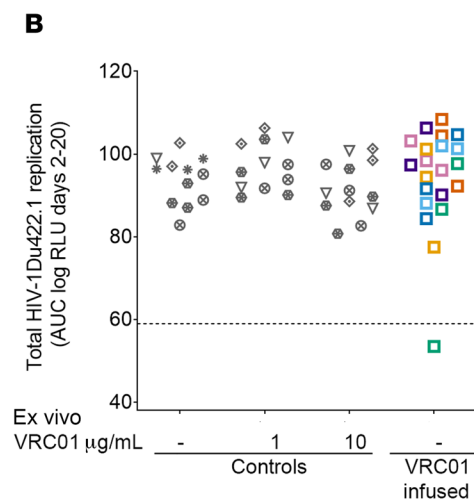 B
Total HIV-1Du422.1 replication
(AUC log RLU days 2-20)
120
100
80
60
40
Ex vivo
VRC01 μg/mL - 1 10 -
Controls VRC01
infused